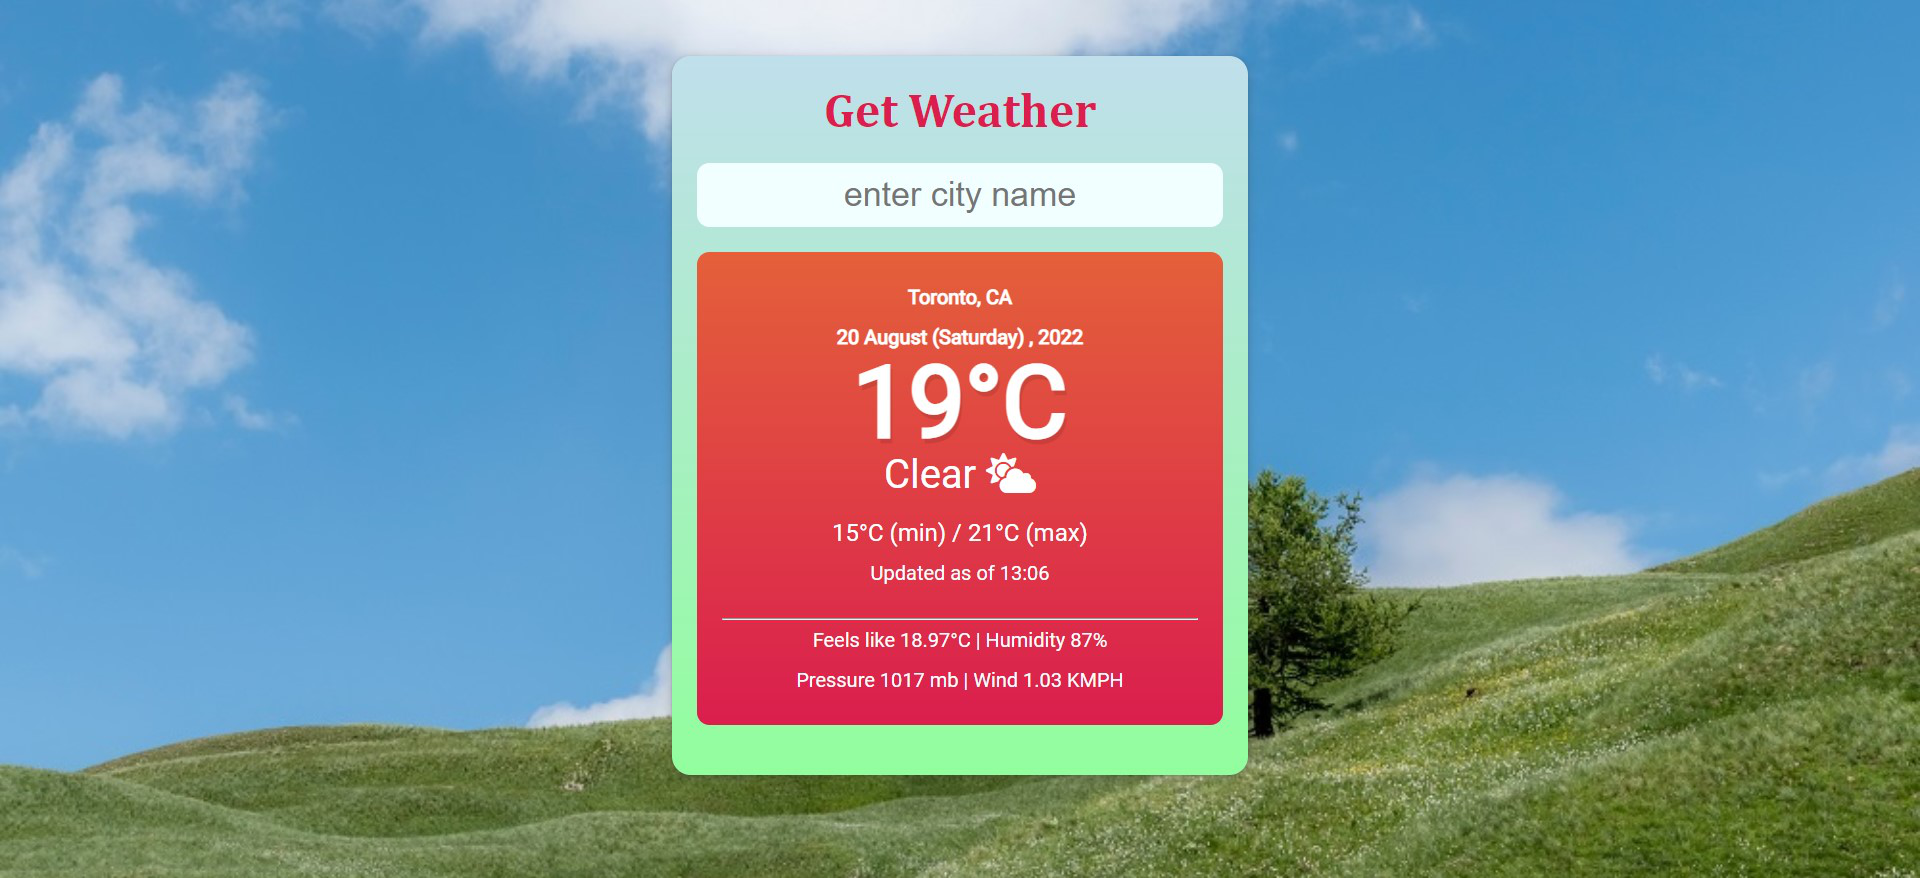 Get Weather
enter city name
Toronto, CA
20 August (Saturday) , 2022
19°C
Clear
15°C (min) / 21°C (max)
Updated as of 13:06
Feels like 18.97°C | Humidity 87%
Pressure 1017 mb | Wind 1.03 KMPH